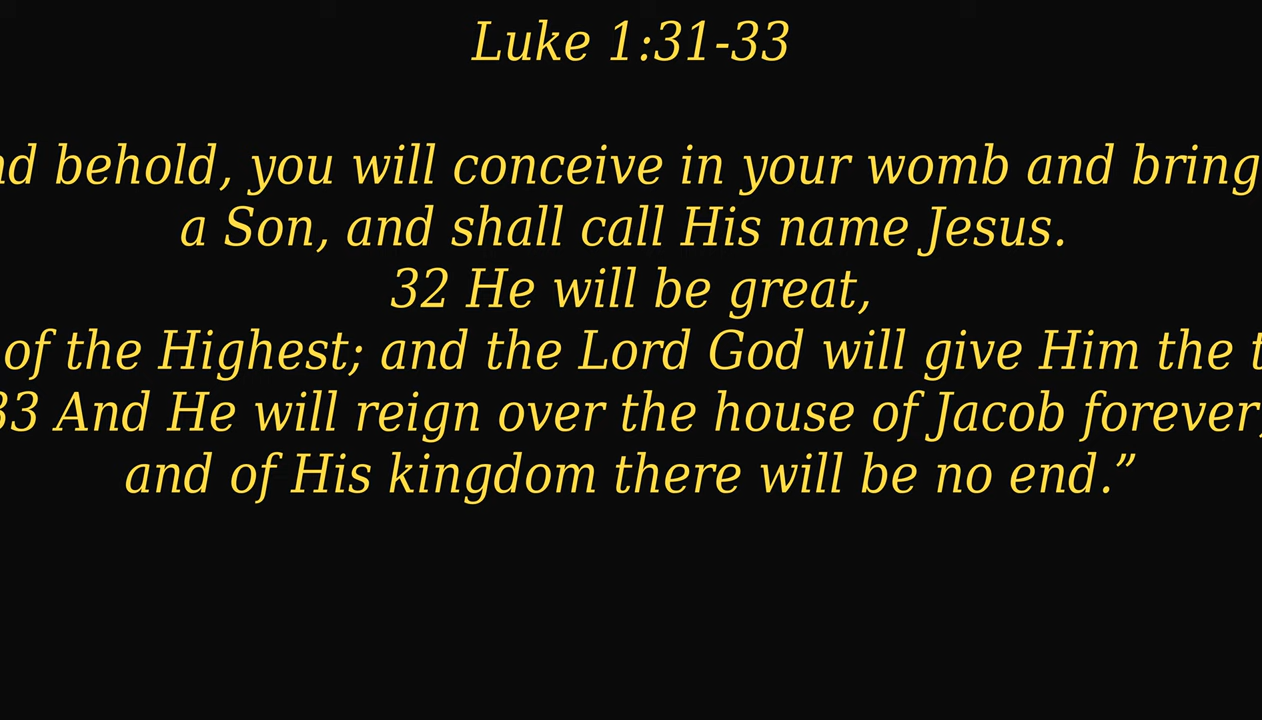 Luke 1:31-33
behold, you will conceive in your womb and bring
a Son, and shall call His name Jesus.
32 He will be great,
of the Highest; and the Lord God will give Him the
33 And He will reign over the house of Jacob forever,
and of His kingdom there will be no end.”